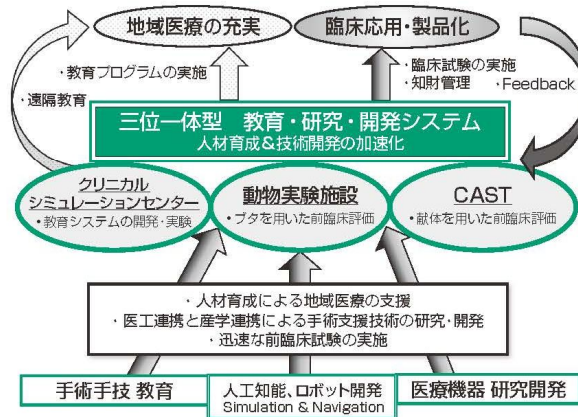 地域医療の充実
臨床応用・製品化
・教育プログラムの実施
・遠隔教育
・臨床試験の実施
・知財管理
・Feedback
三位一体型 教育・研究・開発システム
人材育成&技術開発の加速化
クリニカル
シミュレーションセンター
・教育システムの開発・実験
動物実験施設
・ブタを用いた前臨床評価
CAST
・献体を用いた前臨床評価
・人材育成による地域医療の支援
・医工連携と産学連携による手術支援技術の研究・開発
・迅速な前臨床試験の実施
手術手技 教育
人工知能、ロボット開発
Simulation & Navigation
医療機器 研究開発